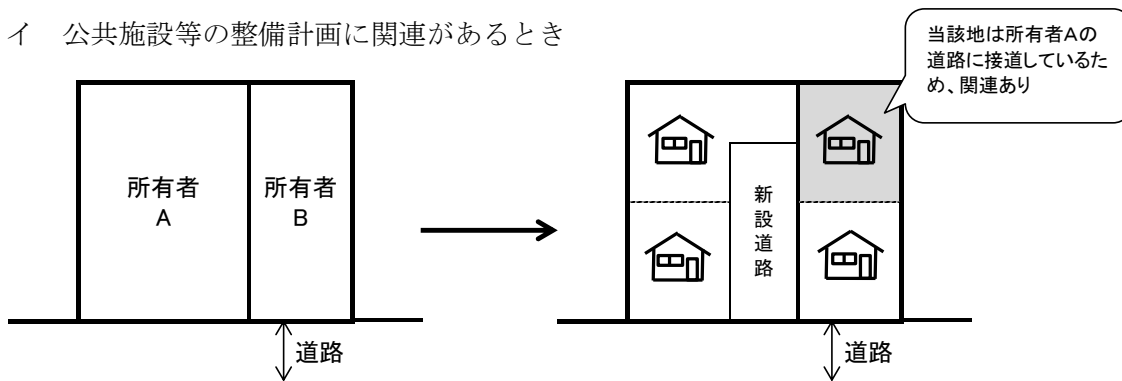 イ 公共施設等の整備計画に関連があるとき
当該地は所有者Aの
道路に接道しているた
め、関連あり
所有者
A
所有者
B
新設道路
道路
道路